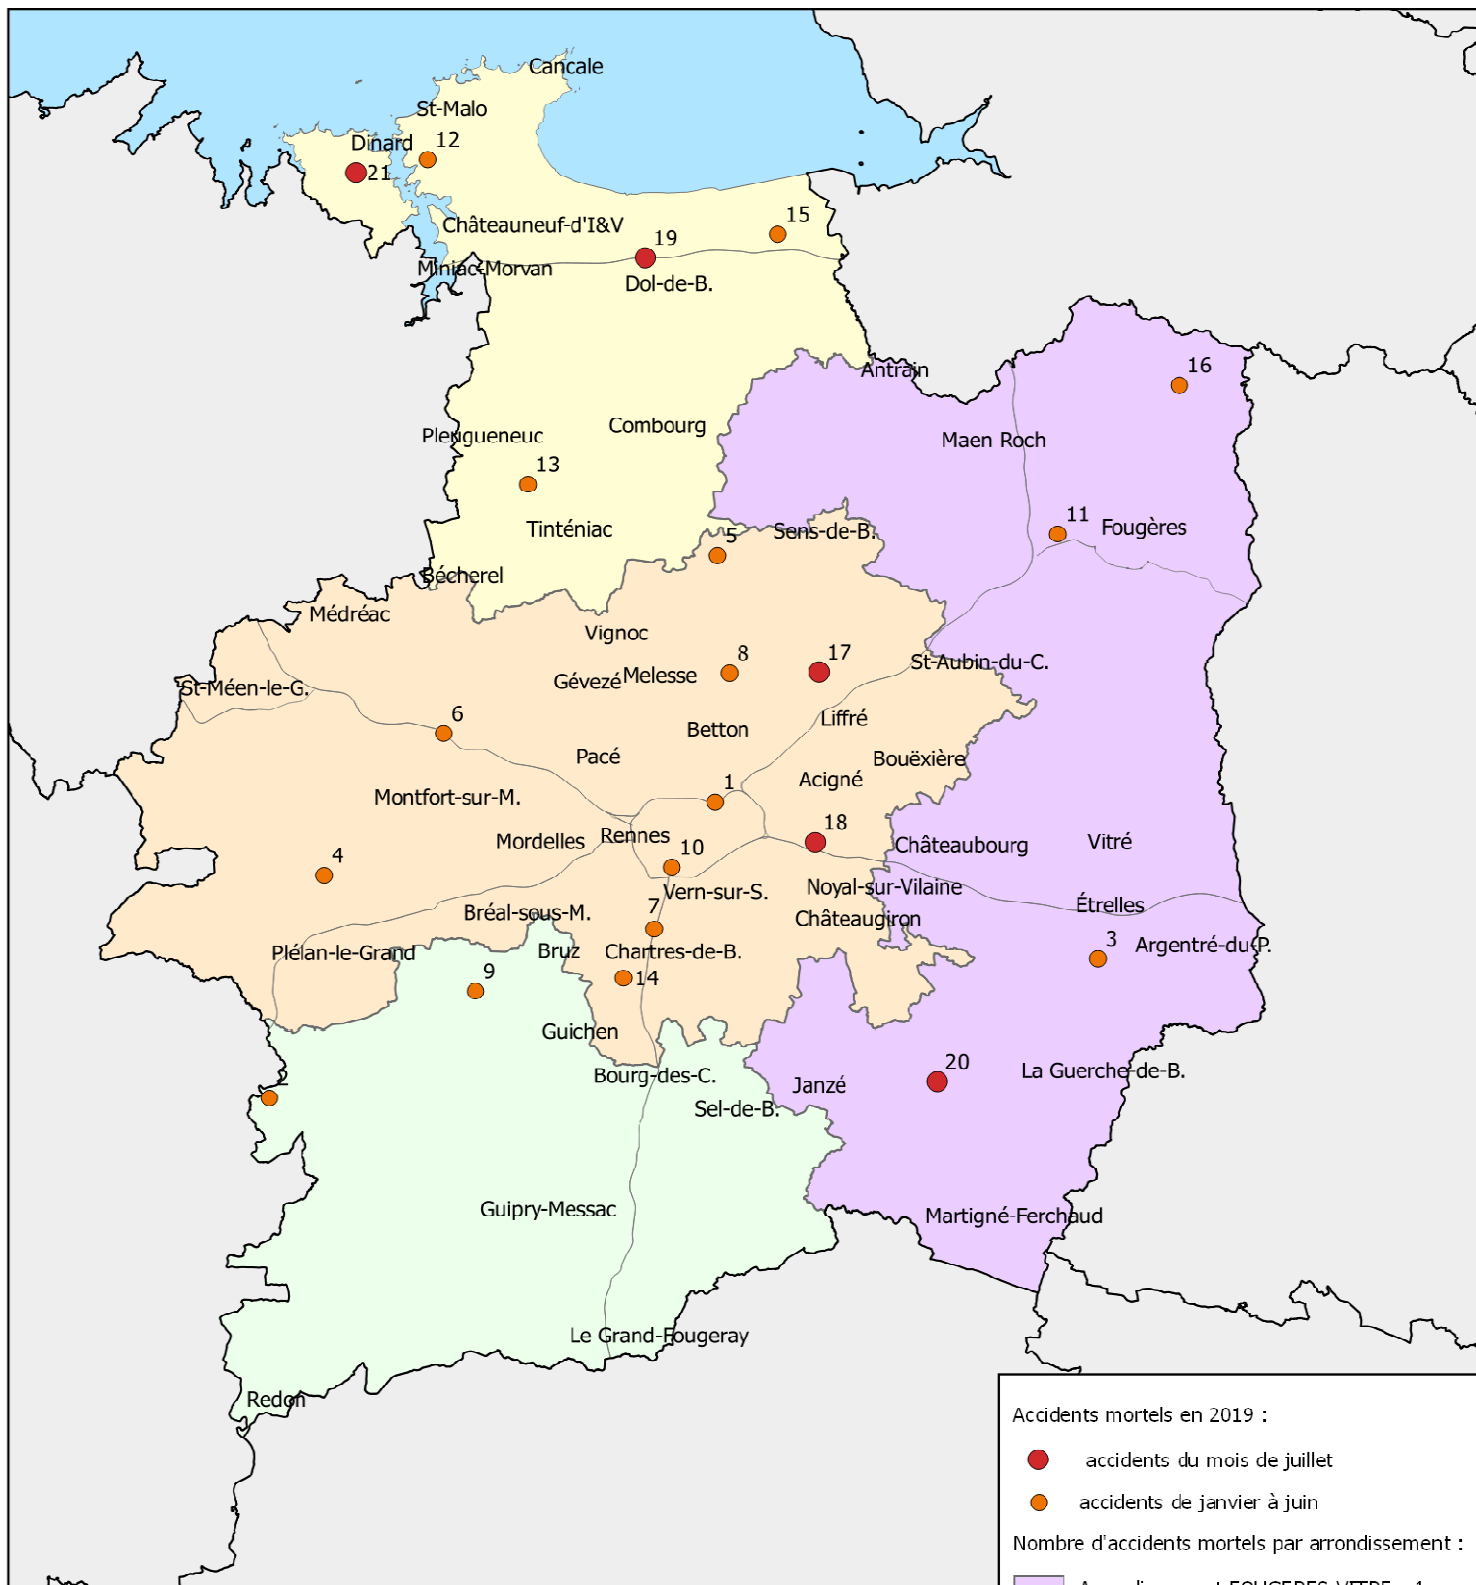 Cancale
St-Malo
Dinard
12
21
Châteauneuf-d'I&V
15
19
Miniac-Morvan
Dol-de-B.
Antrain
16
Combourg
Pleugueneuc
Maen Roch
13
11
Tinténiac
Sens-de-B.
Fougères
5
Bécherel
Médréac
Vignoc
8
17
St-Aubin-du-C.
Gévezé
Melesse
St-Méen-le-G.
6
Liffré
Betton
Pacé
Bouëxière
1
Acigné
Montfort-sur-M.
18
Mordelles
Rennes
Châteaubourg
Vitré
4
10
Vern-sur-S.
Noyal-sur-Vilaine
Étrelles
Bréal-sous-M.
7
Châteaugiron
3
Argentré-du-P.
Plélan-le-Grand
Bruz
Chartres-de-B.
9
14
Guichen
20
La Guerche-de-B.
Bourg-des-C.
Janzé
Sel-de-B.
Guipry-Messac
Martigné-Ferchaud
Le Grand-Fougeray
Redon
Accidents mortels en 2019 :
accidents du mois de juillet
accidents de janvier à juin
Nombre d'accidents mortels par arrondissement :